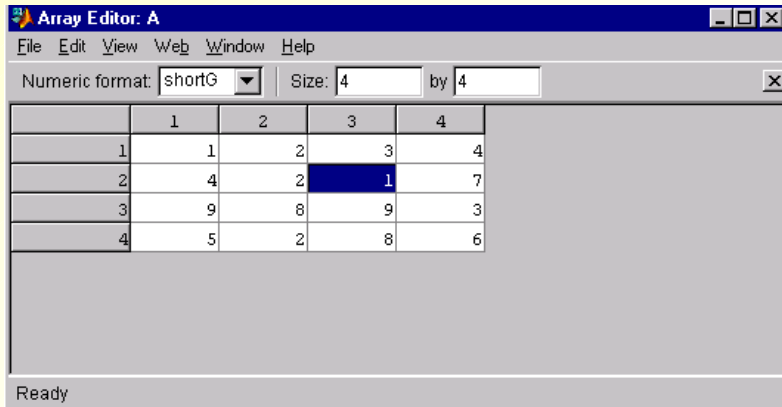 Array Editor: A
File Edit View Web Window Help
Numeric format: shortG Size: 4 by 4
1 2 3 4
1 1 2 3 4
2 4 2 1 7
3 9 8 9 3
4 5 2 8 6
Ready